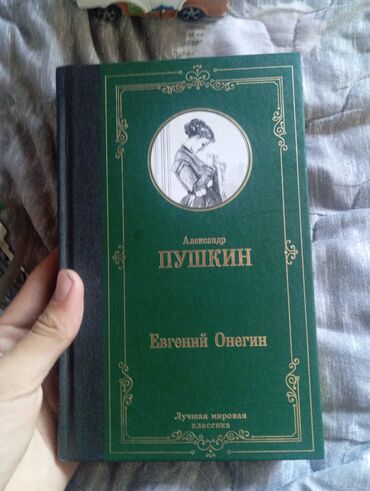 Александр
ПУШКИН
Евгений Онегин
Лучшая мировая
классика